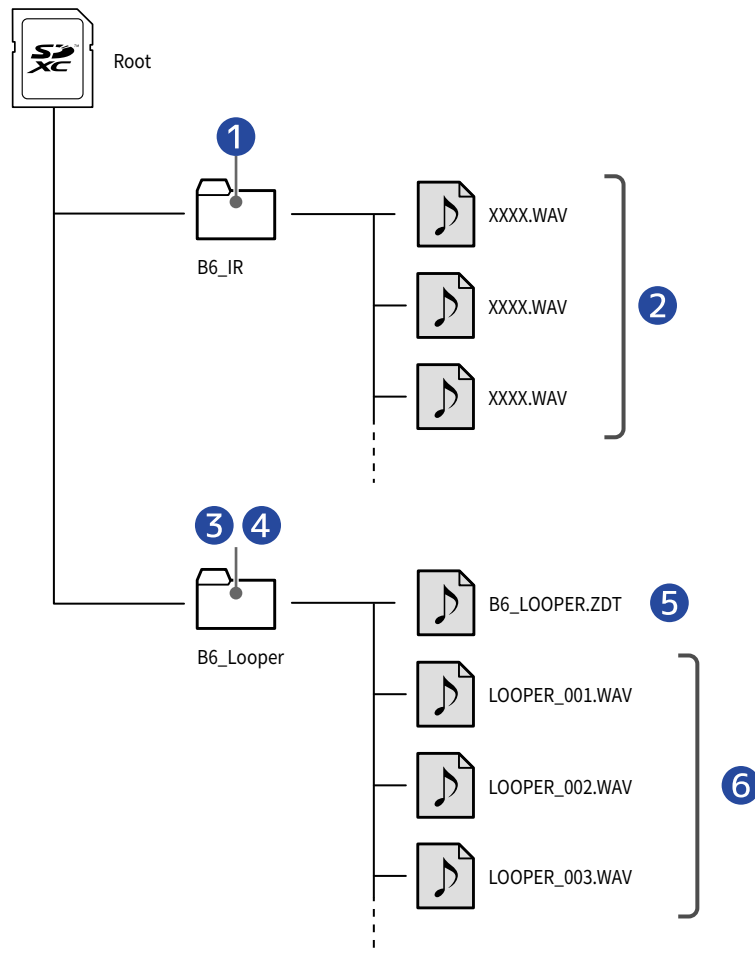 SD XC ™
Root
1
B6_IR
XXXX.WAV
XXXX.WAV
2
XXXX.WAV
3 4
B6_Looper
B6_LOOPER.ZDT
5
LOOPER_001.WAV
LOOPER_002.WAV
6
LOOPER_003.WAV